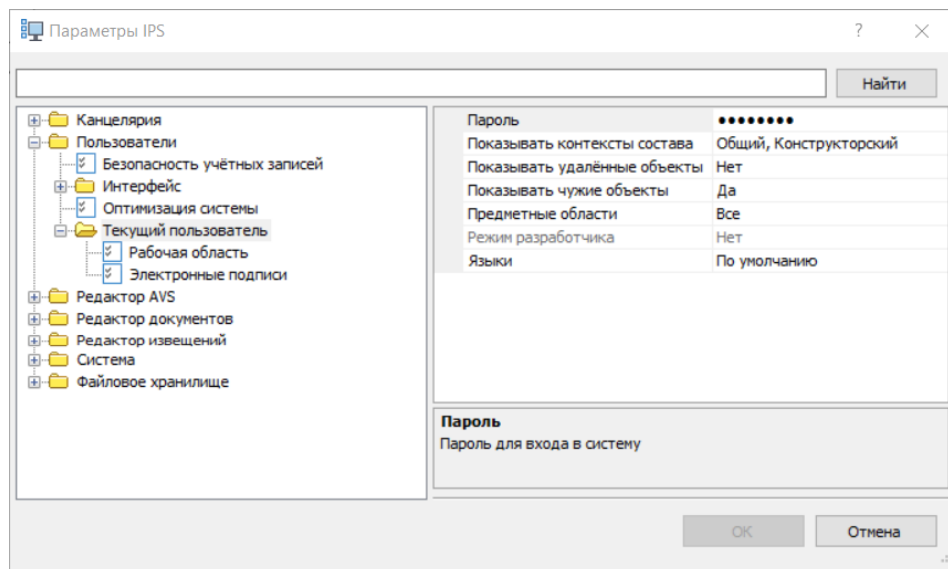 Параметры IPS
Найти
Канцелярия
Пользователи
Безопасность учётных записей
Интерфейс
Оптимизация системы
Текущий пользователь
Рабочая область
Электронные подписи
Редактор AVS
Редактор документов
Редактор извещений
Система
Файловое хранилище
Пароль ●●●●●●●●
Показывать контексты состава Общий, Конструкторский
Показывать удалённые объекты Нет
Показывать чужие объекты Да
Предметные области Все
Режим разработчика Нет
Языки По умолчанию
Пароль
Пароль для входа в систему
OK Отмена